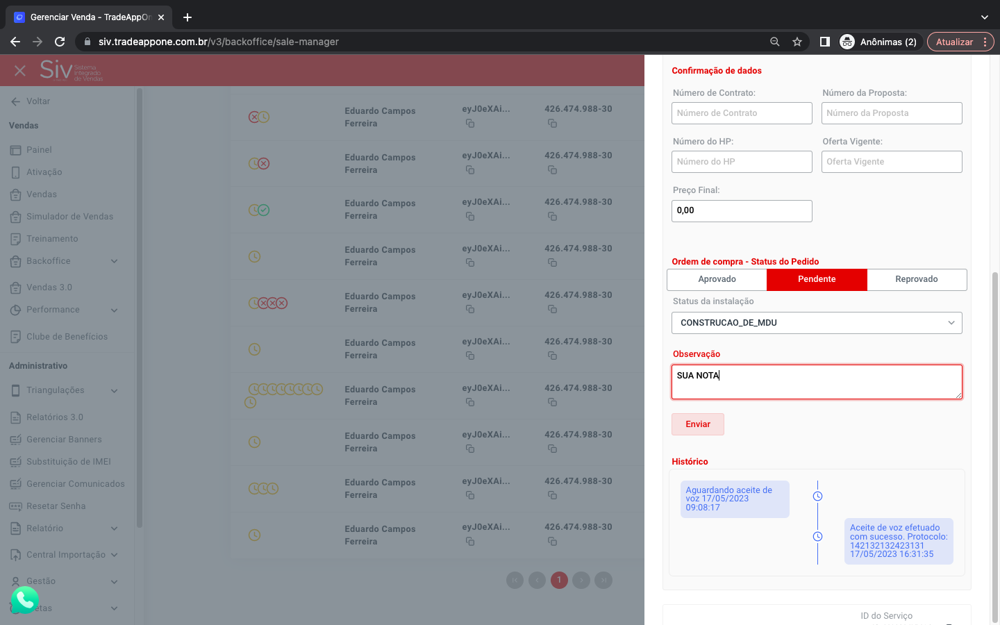 Gerenciar Venda - TradeAppOn
siv.tradeappone.com.br/v3/backoffice/sale-manager
Anônimas (2)
Atualizar
Siv Sistema
Integrado
de Vendas
Voltar
Vendas
Painel
Ativação
Vendas
Simulador de Vendas
Treinamento
Backoffice
Vendas 3.0
Performance
Clube de Benefícios
Administrativo
Triangulações
Relatórios 3.0
Gerenciar Banners
Substituição de IMEI
Gerenciar Comunicados
Resetar Senha
Relatório
Central Importação
Gestão
etas
Eduardo Campos
Ferreira
eyJ0eXAi...
426.474.988-30
Eduardo Campos
Ferreira
eyJ0eXAi...
426.474.988-30
Eduardo Campos
Ferreira
eyJ0eXAi...
426.474.988-30
Eduardo Campos
Ferreira
eyJ0eXAi...
426.474.988-30
Eduardo Campos
Ferreira
eyJ0eXAi...
426.474.988-30
Eduardo Campos
Ferreira
eyJ0eXAi...
426.474.988-30
Eduardo Campos
Ferreira
eyJ0eXAi...
426.474.988-30
Eduardo Campos
Ferreira
eyJ0eXAi...
426.474.988-30
Eduardo Campos
Ferreira
eyJ0eXAi...
426.474.988-30
Eduardo Campos
Ferreira
eyJ0eXAi...
426.474.988-30
1
Confirmação de dados
Número de Contrato:
Número da Proposta:
Número de Contrato
Número da Proposta
Número do HP:
Oferta Vigente:
Número do HP
Oferta Vigente
Preço Final:
0,00
Ordem de compra - Status do Pedido
Aprovado
Pendente
Reprovado
Status da instalação
CONSTRUCAO_DE_MDU
Observação
SUA NOTA
Enviar
Histórico
Aguardando aceite de
voz 17/05/2023
09:08:17
Aceite de voz efetuado
com sucesso. Protocolo:
142132132423131
17/05/2023 16:31:35
ID do Serviço